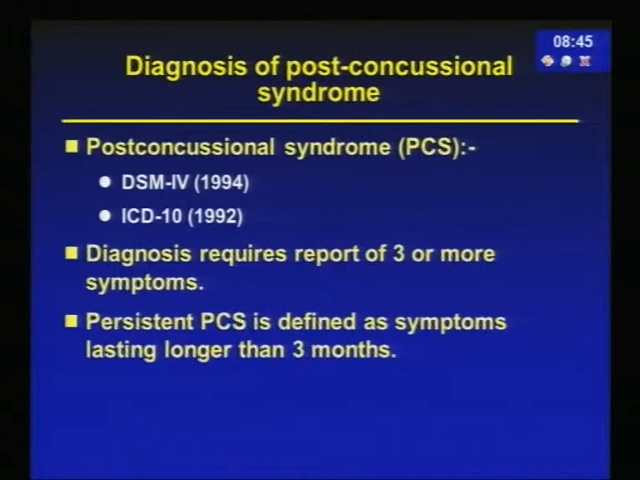 08:45
Diagnosis of post-concussional
syndrome
Postconcussional syndrome (PCS):-
DSM-IV (1994)
ICD-10 (1992)
Diagnosis requires report of 3 or more
symptoms.
Persistent PCS is defined as symptoms
lasting longer than 3 months.